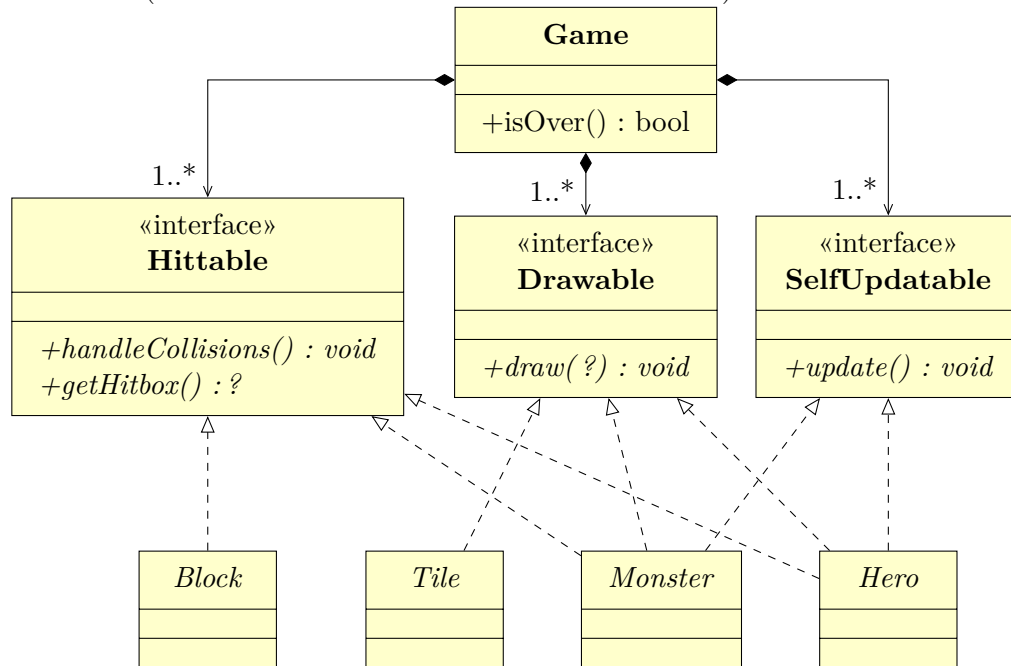 Game
+isOver() : bool
1..*
1..*
1..*
«interface»
Hittable
+handleCollisions() : void
+getHitbox() : ?
«interface»
Drawable
+draw(?) : void
«interface»
SelfUpdatable
+update() : void
Block
Tile
Monster
Hero